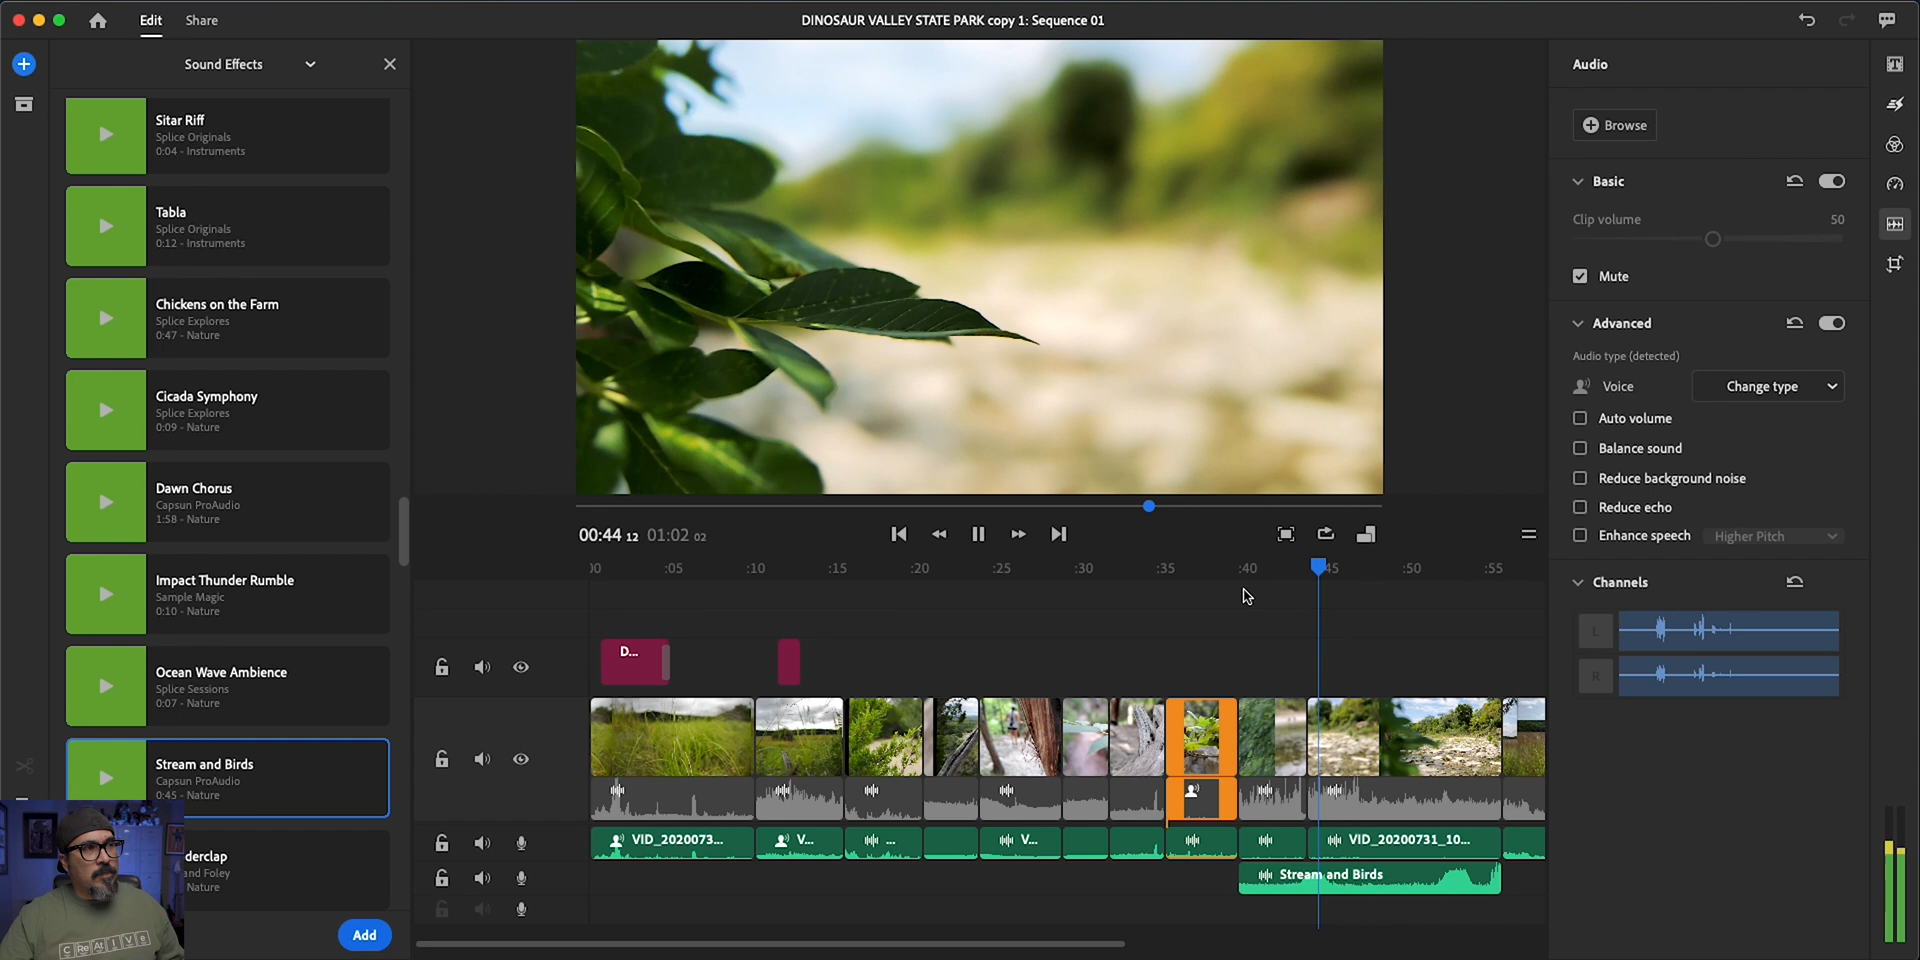 Edit
Share
DINOSAUR VALLEY STATE PARK copy 1: Sequence 01
Sound Effects
Sitar Riff
Splice Originals
0:04 - Instruments
Tabla
Splice Originals
0:12 - Instruments
Chickens on the Farm
Splice Explores
0:47 - Nature
Cicada Symphony
Splice Explores
0:09 - Nature
Dawn Chorus
Capsun ProAudio
1:58 - Nature
Impact Thunder Rumble
Sample Magic
0:10 - Nature
Ocean Wave Ambience
Splice Sessions
0:07 - Nature
Stream and Birds
Capsun ProAudio
0:45 - Nature
derclap
and Foley
Nature
Add
CReAtIVe
00:44 12 01:02 02
00 :05 :10 :15 :20 :25 :30 :35 :40 :45 :50 :55
D...
VID_2020073... V... ... V... VID_20200731_10...
Stream and Birds
Audio
Browse
Basic
Clip volume 50
Mute
Advanced
Audio type (detected)
Voice Change type
Auto volume
Balance sound
Reduce background noise
Reduce echo
Enhance speech Higher Pitch
Channels
L
R